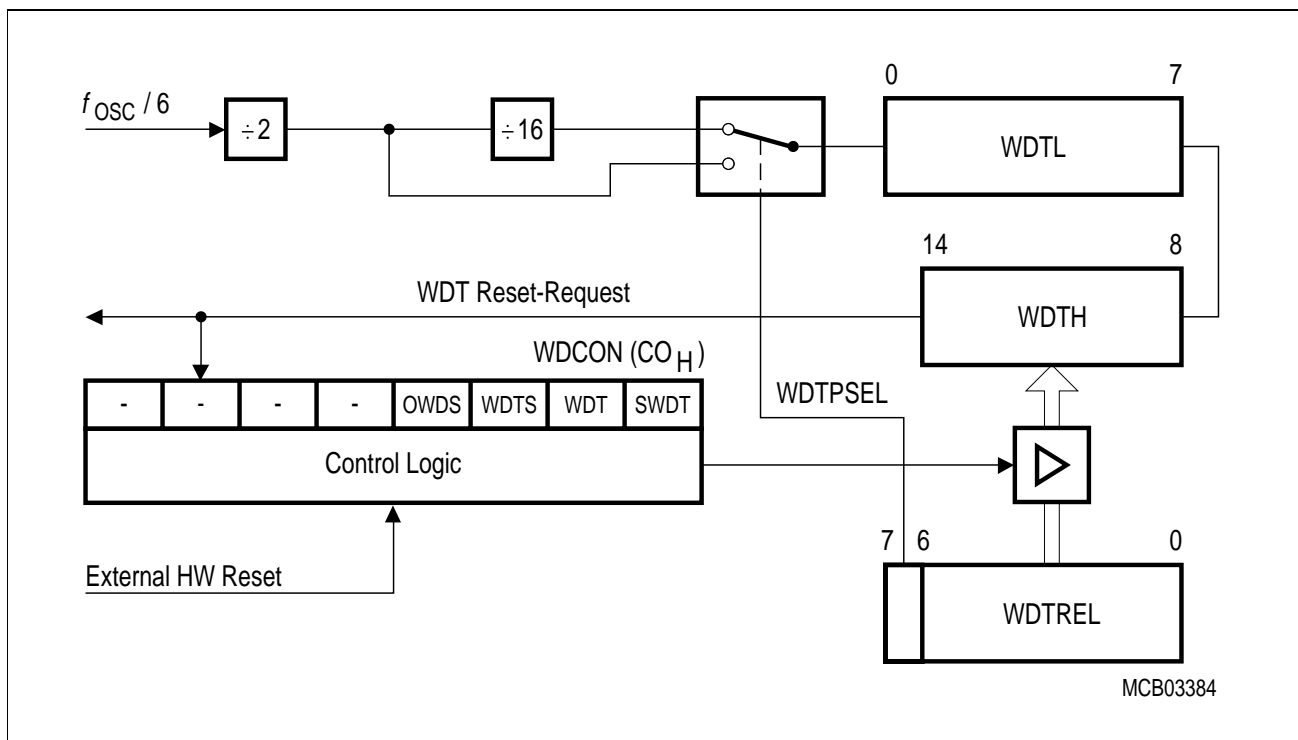 0 7
f OSC / 6
÷2
÷16
WDTL
14 8
WDT Reset-Request
WDTH
WDCON (CO H)
WDTPSEL
- - - - OWDS WDTS WDT SWDT
Control Logic
7 6 0
External HW Reset
WDTREL
MCB03384